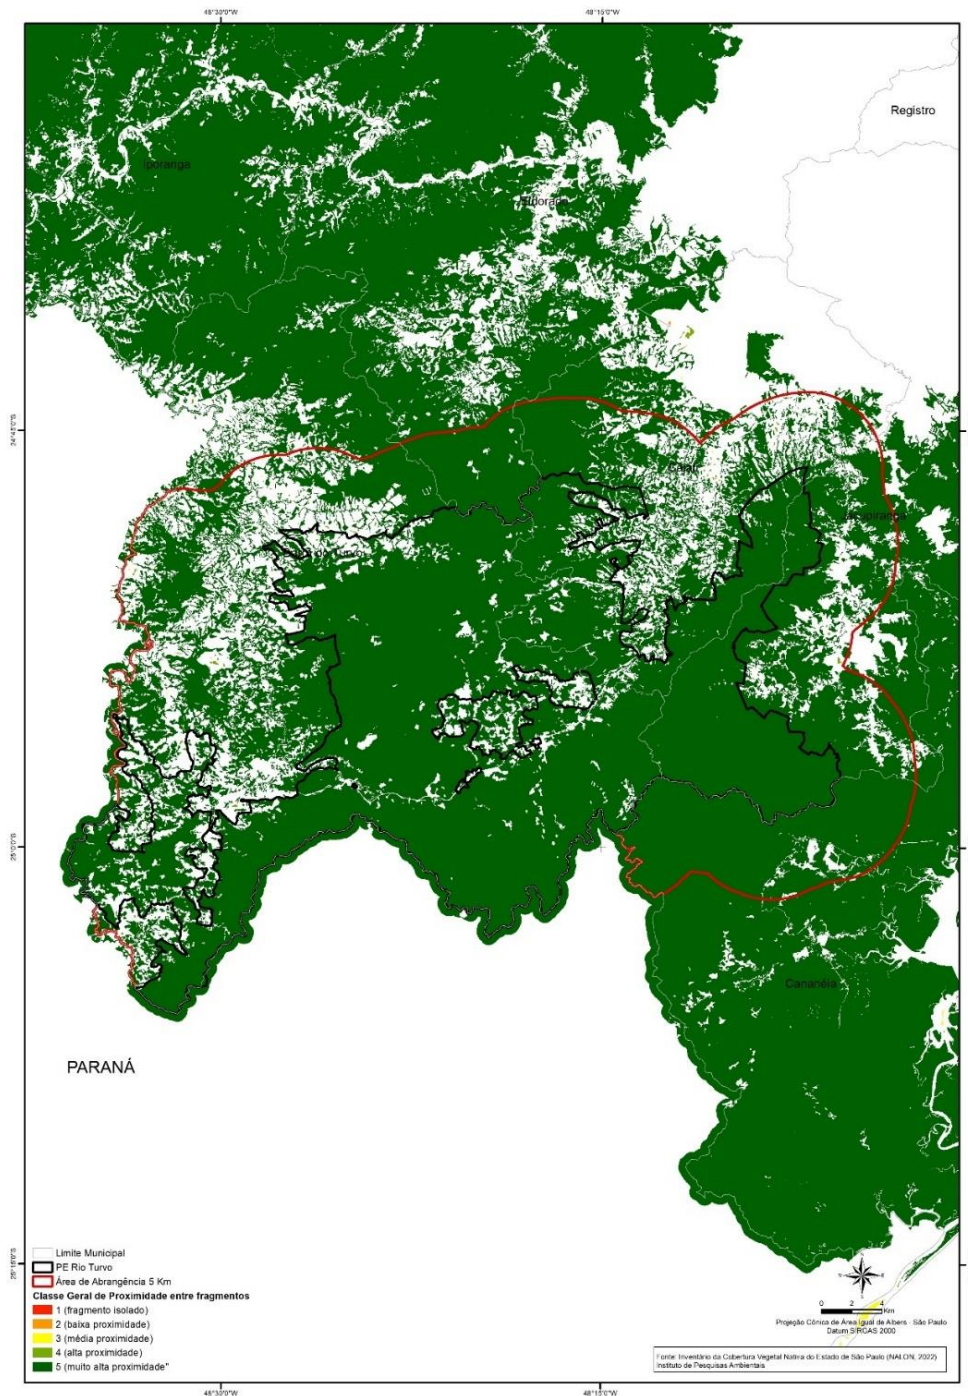 48°30'0"W
48°15'0"W
Registro
Iporanga
Eldorado
24°45'0"S
Cajati
Jacupiranga
Barra do Turvo
25°0'0"S
Cananéia
PARANÁ
25°15'0"S
Limite Municipal
PE Rio Turvo
Área de Abrangência 5 Km
Classe Geral de Proximidade entre fragmentos
1 (fragmento isolado)
2 (baixa proximidade)
3 (média proximidade)
4 (alta proximidade)
5 (muito alta proximidade"
0 2 4
Km
Projeção Cônica de Área Igual de Albers - São Paulo
Datum SIRGAS 2000
Fonte: Inventário da Cobertura Vegetal Nativa do Estado de São Paulo (NALON, 2022)
Instituto de Pesquisas Ambientais
48°30'0"W
48°15'0"W